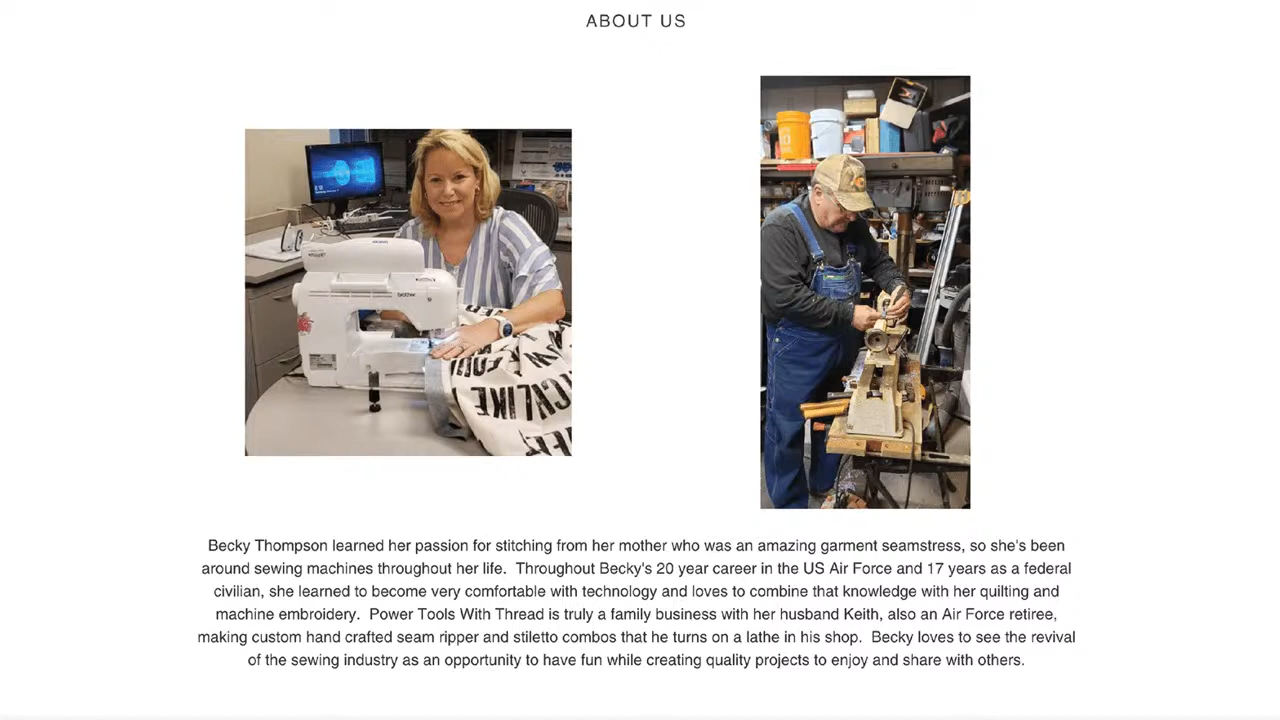 ABOUT US
brother
Becky Thompson learned her passion for stitching from her mother who was an amazing garment seamstress, so she's been
around sewing machines throughout her life.  Throughout Becky's 20 year career in the US Air Force and 17 years as a federal
civilian, she learned to become very comfortable with technology and loves to combine that knowledge with her quilting and
machine embroidery.  Power Tools With Thread is truly a family business with her husband Keith, also an Air Force retiree,
making custom hand crafted seam ripper and stiletto combos that he turns on a lathe in his shop.  Becky loves to see the revival
of the sewing industry as an opportunity to have fun while creating quality projects to enjoy and share with others.